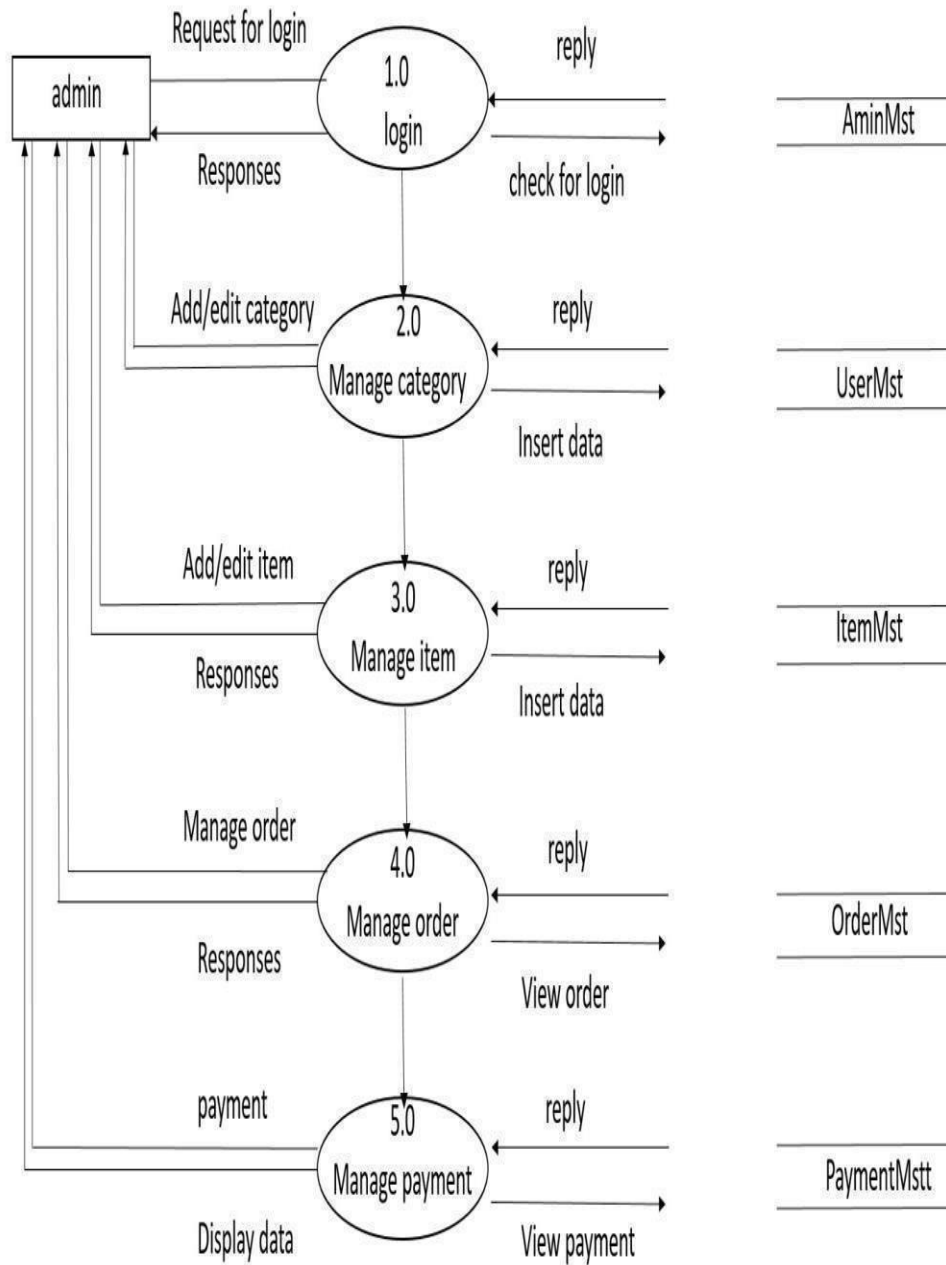 Request for login
admin
1.0
login
reply
AminMst
Responses
check for login
Add/edit category
2.0
Manage category
reply
UserMst
Insert data
Add/edit item
3.0
Manage item
reply
ItemMst
Responses
Insert data
Manage order
4.0
Manage order
reply
OrderMst
Responses
View order
payment
5.0
Manage payment
reply
PaymentMstt
Display data
View payment